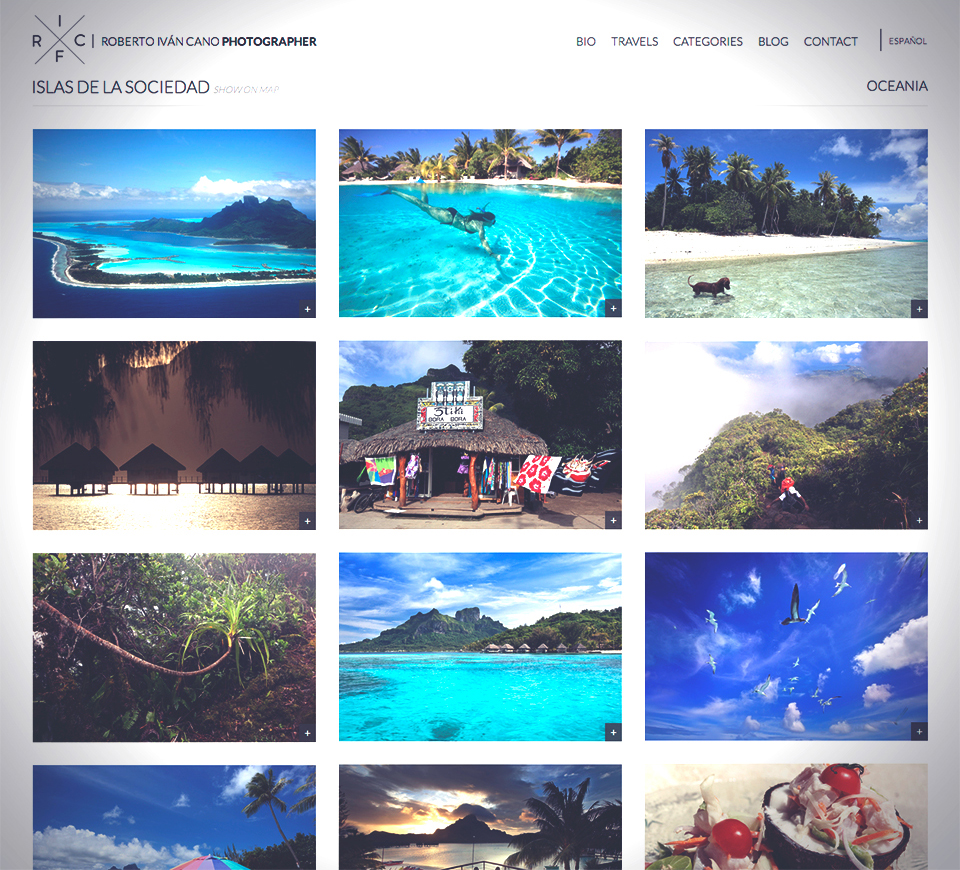 I
R C
F
ROBERTO IVÁN CANO PHOTOGRAPHER
BIO TRAVELS CATEGORIES BLOG CONTACT ESPAÑOL
ISLAS DE LA SOCIEDAD SHOW ON MAP
OCEANIA
+ + +
3tiki
BORA BORA
+ + +
+ + +